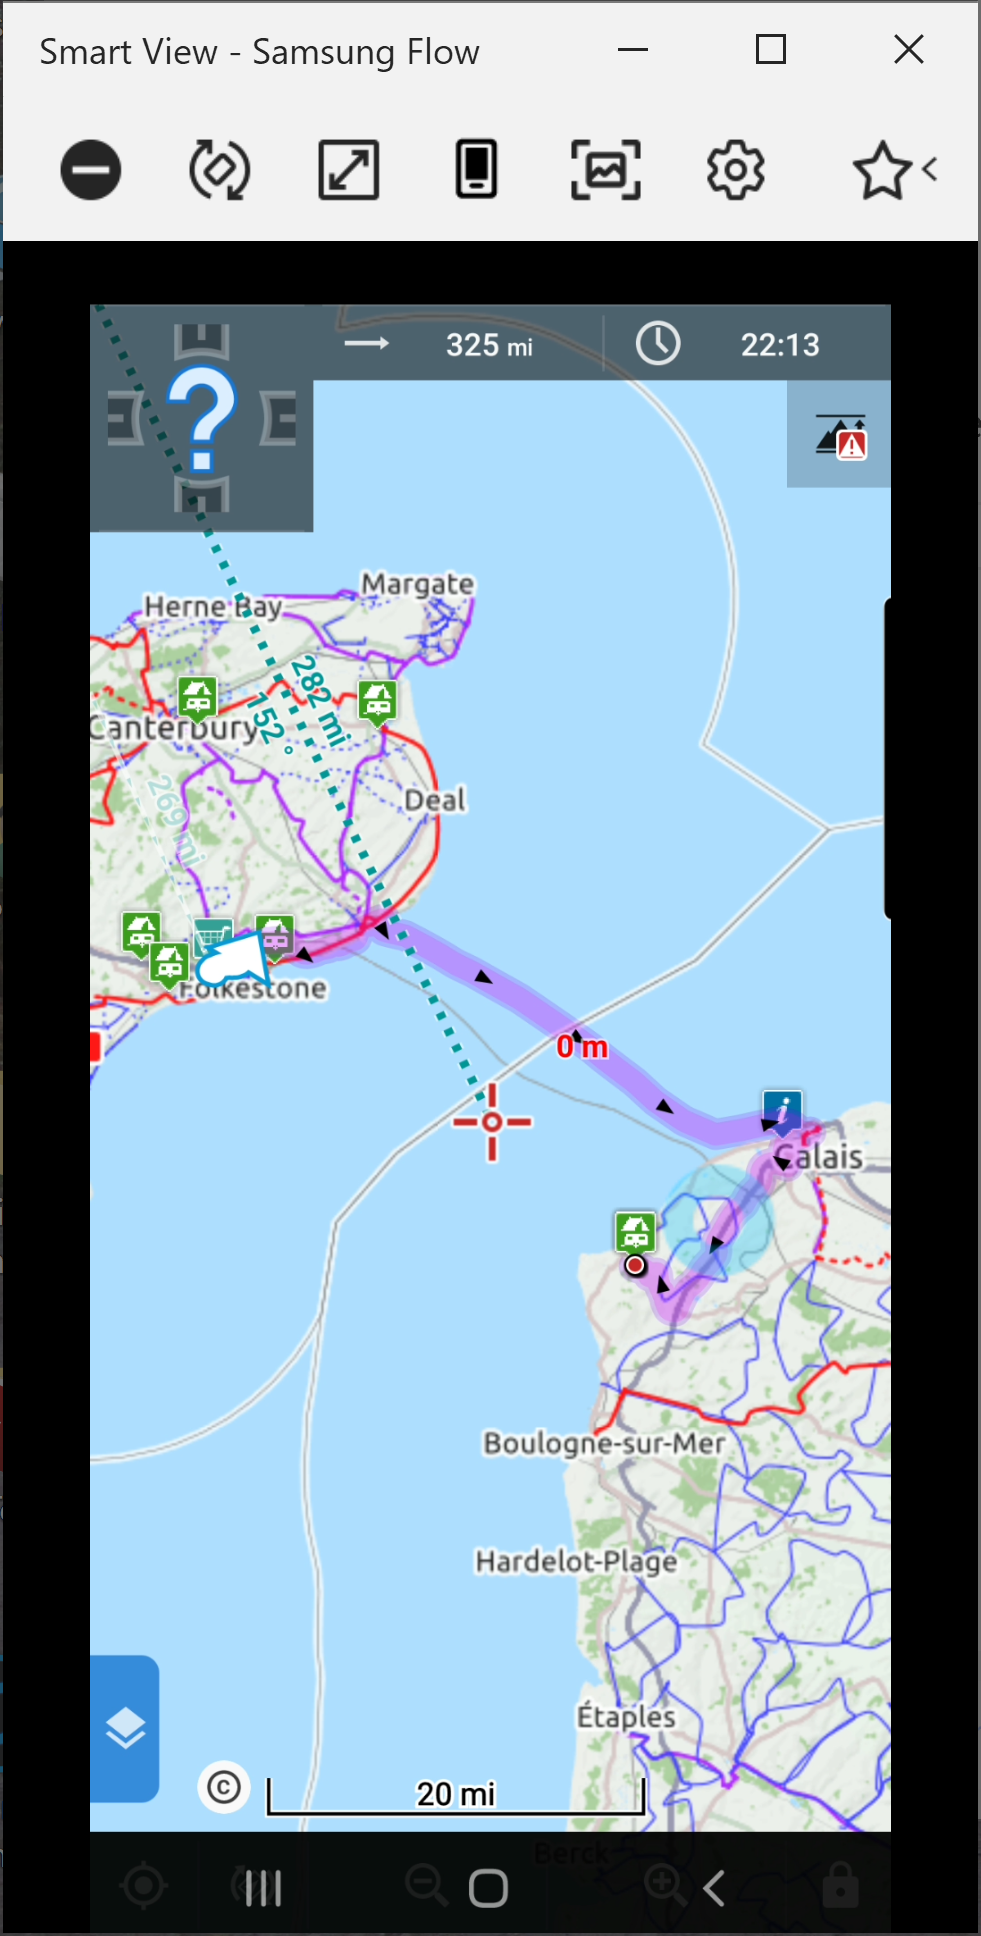 Smart View - Samsung Flow
325 mi
22:13
?
Margate
Herne Bay
282 mi
152 °
Canterbury
Deal
269 mi
Folkestone
0 m
i
Calais
Boulogne-sur-Mer
Hardelot-Plage
Étaples
©
20 mi
Berck